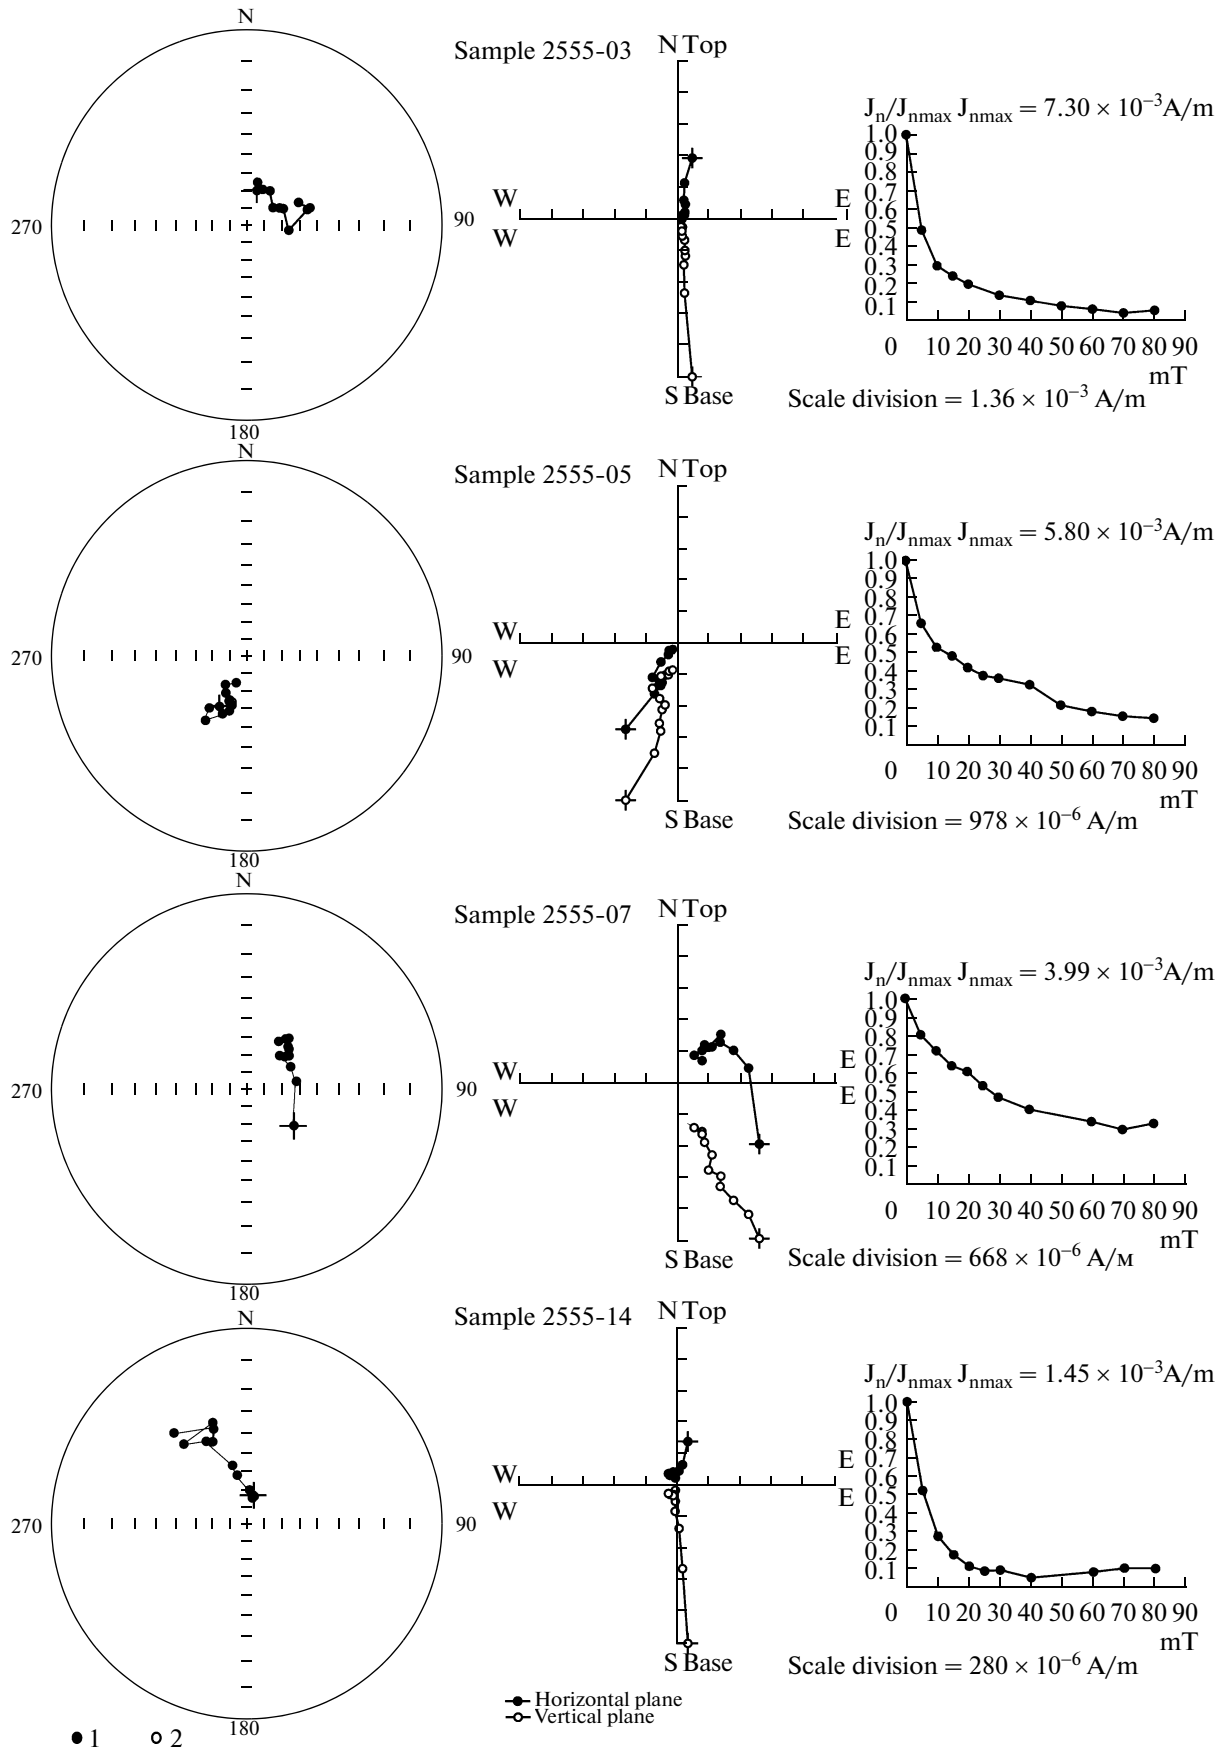 N
270
90
180
Sample 2555-03
N Top
W
E
W
E
S Base
Jn/Jnmax Jnmax = 7.30 × 10–3A/m
1.0
0.9
0.8
0.7
0.6
0.5
0.4
0.3
0.2
0.1
0 10 20 30 40 50 60 70 80 90
mT
Scale division = 1.36 × 10–3 A/m
N
270
90
180
Sample 2555-05
N Top
W
E
W
E
S Base
Jn/Jnmax Jnmax = 5.80 × 10–3A/m
1.0
0.9
0.8
0.7
0.6
0.5
0.4
0.3
0.2
0.1
0 10 20 30 40 50 60 70 80 90
mT
Scale division = 978 × 10–6 A/m
N
270
90
180
Sample 2555-07
N Top
W
E
W
E
S Base
Jn/Jnmax Jnmax = 3.99 × 10–3A/m
1.0
0.9
0.8
0.7
0.6
0.5
0.4
0.3
0.2
0.1
0 10 20 30 40 50 60 70 80 90
mT
Scale division = 668 × 10–6 A/м
N
270
90
180
Sample 2555-14
N Top
W
E
W
E
S Base
Jn/Jnmax Jnmax = 1.45 × 10–3A/m
1.0
0.9
0.8
0.7
0.6
0.5
0.4
0.3
0.2
0.1
0 10 20 30 40 50 60 70 80 90
mT
Scale division = 280 × 10–6 A/m
Horizontal plane
Vertical plane
1 2